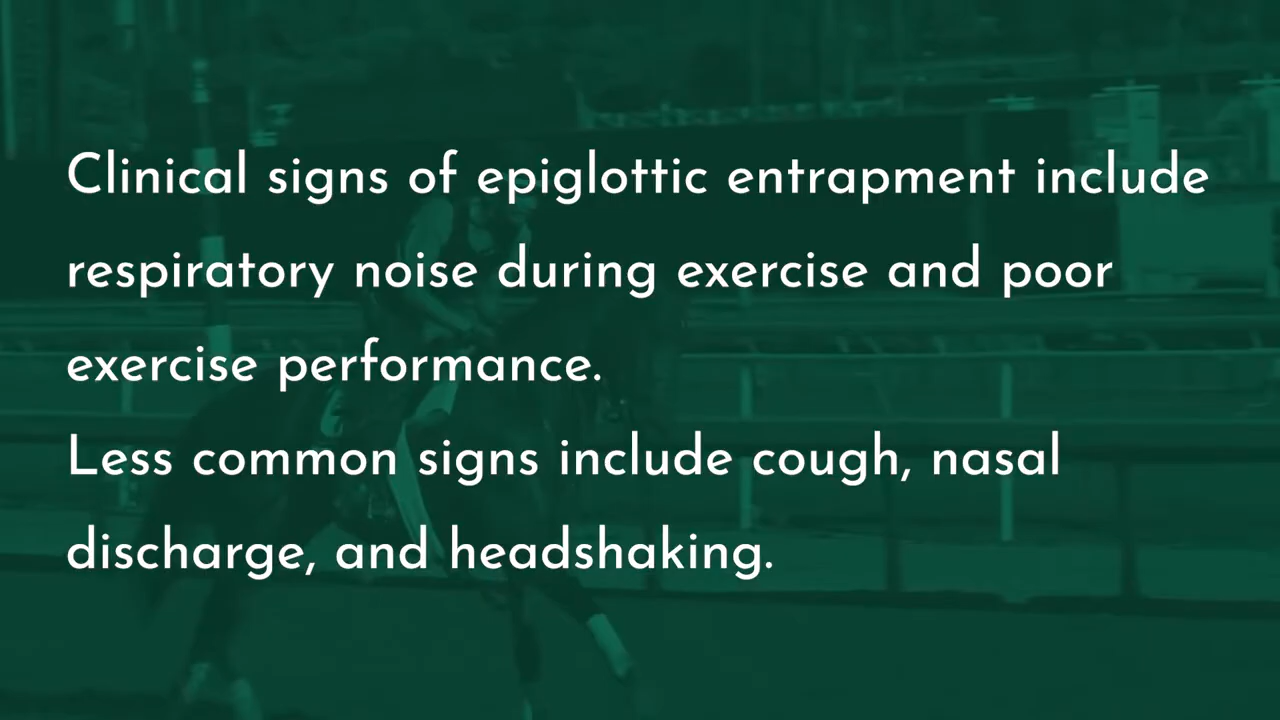 Clinical signs of epiglottic entrapment include
respiratory noise during exercise and poor
exercise performance.
Less common signs include cough, nasal
discharge, and headshaking.